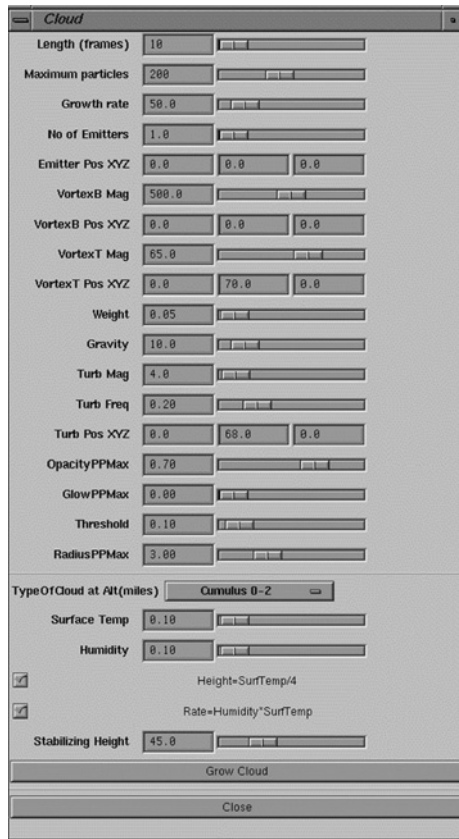 Cloud
Length (frames) 10
Maximum particles 200
Growth rate 50.0
No of Emitters 1.0
Emitter Pos XYZ 0.0 0.0 0.0
VortexB Mag 500.0
VortexB Pos XYZ 0.0 0.0 0.0
VortexT Mag 65.0
VortexT Pos XYZ 0.0 70.0 0.0
Weight 0.05
Gravity 10.0
Turb Mag 4.0
Turb Freq 0.20
Turb Pos XYZ 0.0 68.0 0.0
OpacityPPMax 0.70
GlowPPMax 0.00
Threshold 0.10
RadiusPPMax 3.00
TypeOfCloud at Alt(miles) Cumulus 0-2
Surface Temp 0.10
Humidity 0.10
Height=SurfTemp/4
Rate=Humidity*SurfTemp
Stabilizing Height 45.0
Grow Cloud
Close